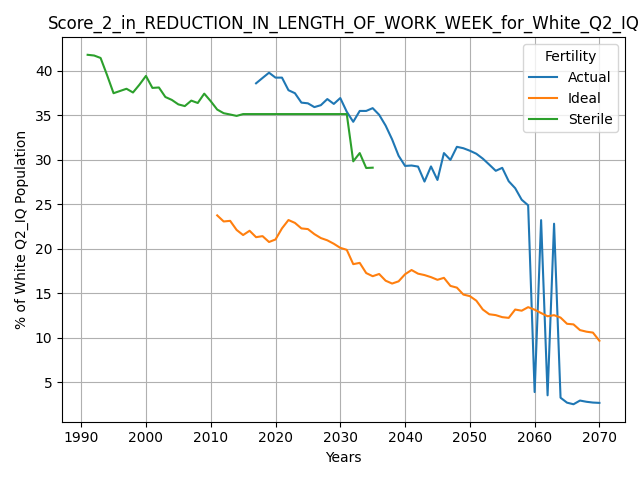 Score_2_in_REDUCTION_IN_LENGTH_OF_WORK_WEEK_for_White_Q2_IQ
% of White Q2_IQ Population
40
35
30
25
20
15
10
5
Fertility
Actual
Ideal
Sterile
1990 2000 2010 2020 2030 2040 2050 2060 2070
Years